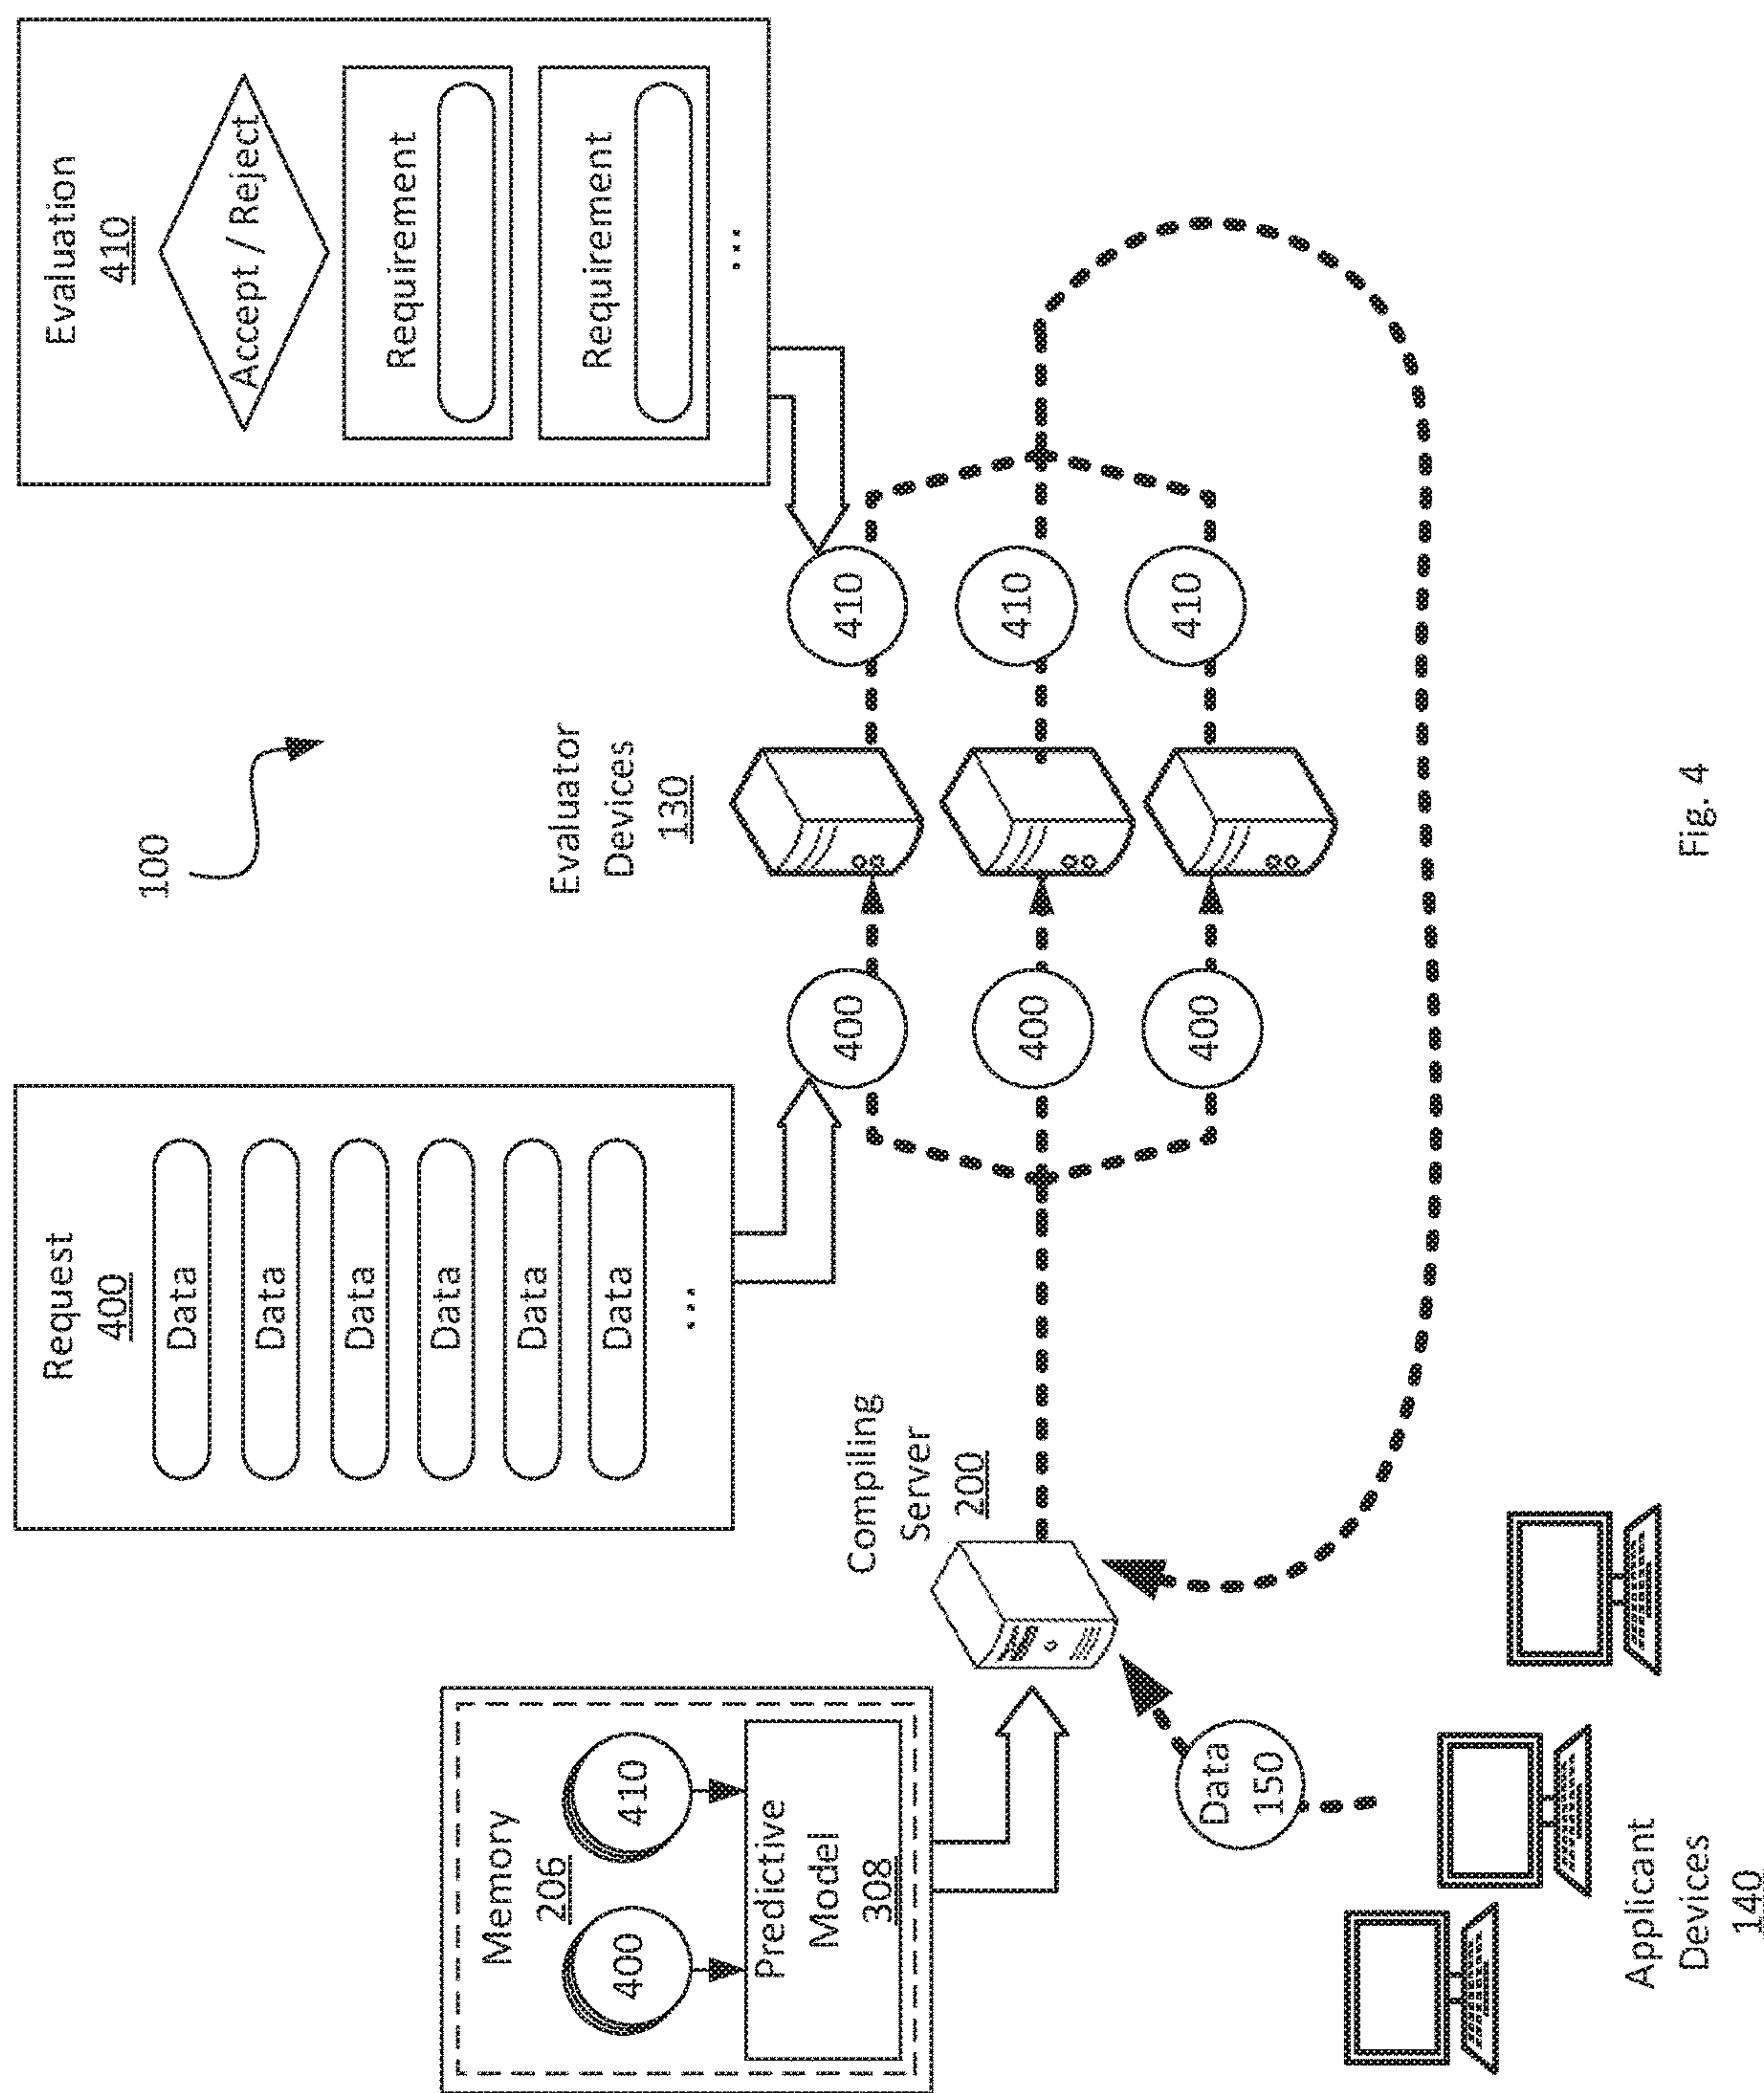 100
Request
400
Data
Data
Data
Data
Data
Data
...
Evaluation
410
Accept / Reject
Requirement
Requirement
...
Memory
206
400
410
Predictive
Model
308
Compiling
Server
200
Evaluator
Devices
130
400
400
400
410
410
410
Data
150
Applicant
Devices
140
Fig. 4